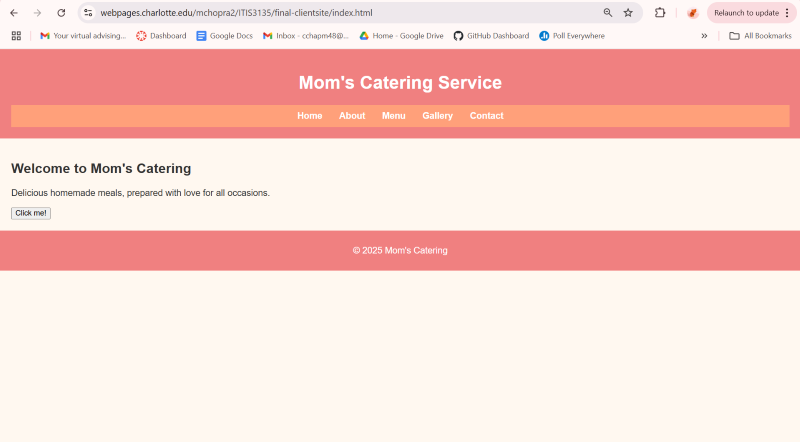 webpages.charlotte.edu/mchopra2/ITIS3135/final-clientsite/index.html
Relaunch to update
Your virtual advising...
Dashboard
Google Docs
Inbox - cchapm48@...
Home - Google Drive
GitHub Dashboard
Poll Everywhere
»
All Bookmarks
Mom's Catering Service
Home About Menu Gallery Contact
Welcome to Mom's Catering
Delicious homemade meals, prepared with love for all occasions.
Click me!
© 2025 Mom's Catering